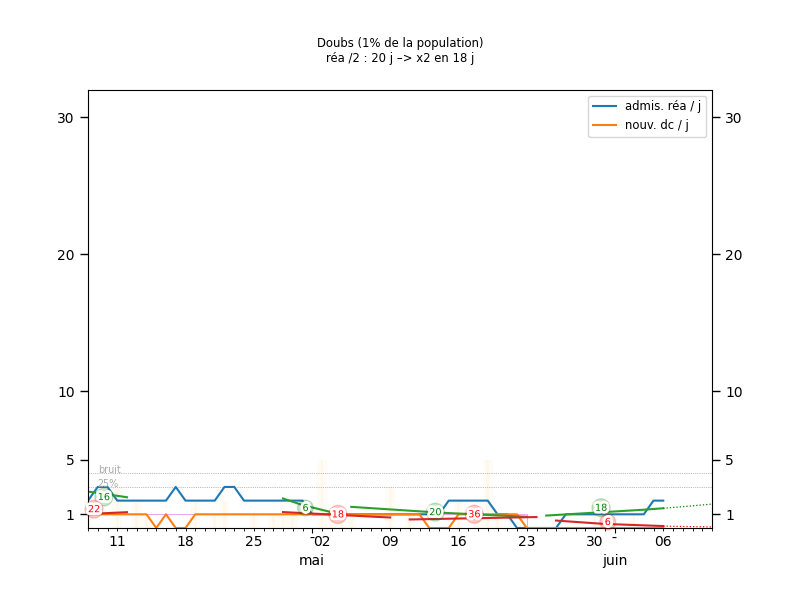 Doubs (1% de la population)
réa /2 : 20 j –> x2 en 18 j
admis. réa / j
nouv. dc / j
30 30
20 20
10 10
5 5
bruit
25%
16 6 20 18
22 18 36 6
1 1
11 18 25 02 09 16 23 30 06
mai juin